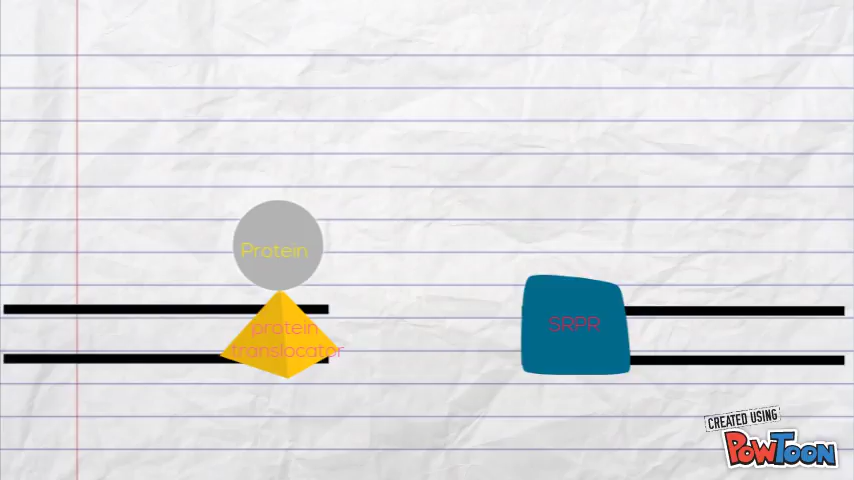 Protein
protein
translocator
SRPR
CREATED USING
POWTOON